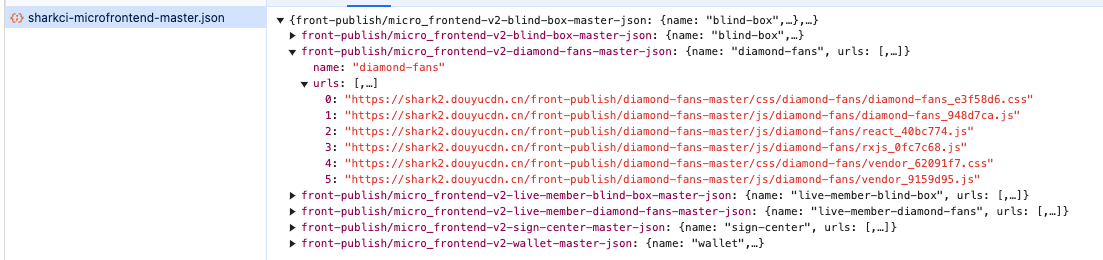 sharkci-microfrontend-master.json
{front-publish/micro_frontend-v2-blind-box-master-json: {name: "blind-box",…},…}
front-publish/micro_frontend-v2-blind-box-master-json: {name: "blind-box",…}
front-publish/micro_frontend-v2-diamond-fans-master-json: {name: "diamond-fans", urls: [,…]}
name: "diamond-fans"
urls: [,…]
0: "https://shark2.douyucdn.cn/front-publish/diamond-fans-master/css/diamond-fans/diamond-fans_e3f58d6.css"
1: "https://shark2.douyucdn.cn/front-publish/diamond-fans-master/js/diamond-fans/diamond-fans_948d7ca.js"
2: "https://shark2.douyucdn.cn/front-publish/diamond-fans-master/js/diamond-fans/react_40bc774.js"
3: "https://shark2.douyucdn.cn/front-publish/diamond-fans-master/js/diamond-fans/rxjs_0fc7c68.js"
4: "https://shark2.douyucdn.cn/front-publish/diamond-fans-master/css/diamond-fans/vendor_62091f7.css"
5: "https://shark2.douyucdn.cn/front-publish/diamond-fans-master/js/diamond-fans/vendor_9159d95.js"
front-publish/micro_frontend-v2-live-member-blind-box-master-json: {name: "live-member-blind-box", urls: [,…]}
front-publish/micro_frontend-v2-live-member-diamond-fans-master-json: {name: "live-member-diamond-fans", urls: [,…]}
front-publish/micro_frontend-v2-sign-center-master-json: {name: "sign-center", urls: [,…]}
front-publish/micro_frontend-v2-wallet-master-json: {name: "wallet",…}